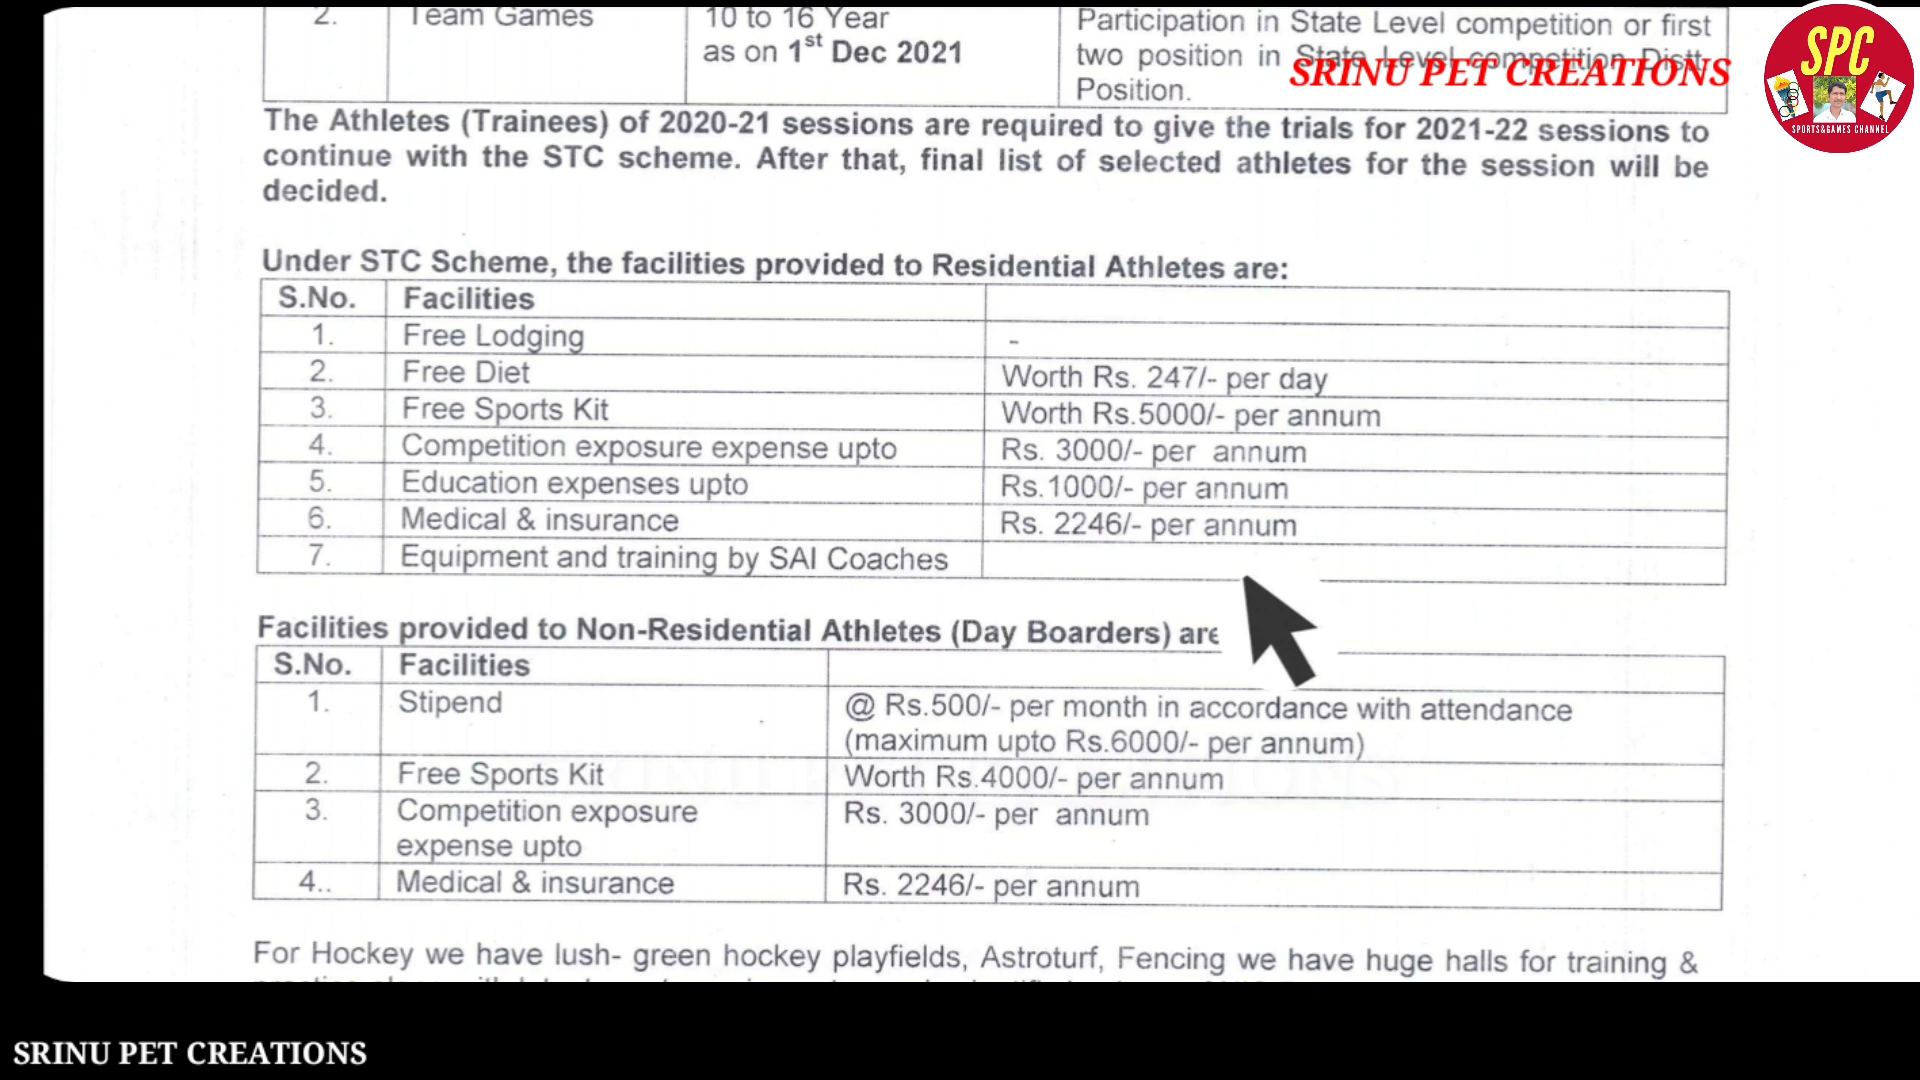 2. Team Games 10 to 16 Year Participation in State Level competition or first
as on 1st Dec 2021 two position in State Level competition Distt.
Position.
SRINU PET CREATIONS
SPC
SPORTS&GAMES CHANNEL
The Athletes (Trainees) of 2020-21 sessions are required to give the trials for 2021-22 sessions to
continue with the STC scheme. After that, final list of selected athletes for the session will be
decided.
Under STC Scheme, the facilities provided to Residential Athletes are:
S.No. Facilities
1. Free Lodging -
2. Free Diet Worth Rs. 247/- per day
3. Free Sports Kit Worth Rs.5000/- per annum
4. Competition exposure expense upto Rs. 3000/- per annum
5. Education expenses upto Rs.1000/- per annum
6. Medical & insurance Rs. 2246/- per annum
7. Equipment and training by SAI Coaches
Facilities provided to Non-Residential Athletes (Day Boarders) are
S.No. Facilities
1. Stipend @ Rs.500/- per month in accordance with attendance
(maximum upto Rs.6000/- per annum)
2. Free Sports Kit Worth Rs.4000/- per annum
3. Competition exposure Rs. 3000/- per annum
expense upto
4.. Medical & insurance Rs. 2246/- per annum
For Hockey we have lush- green hockey playfields, Astroturf, Fencing we have huge halls for training &
SRINU PET CREATIONS